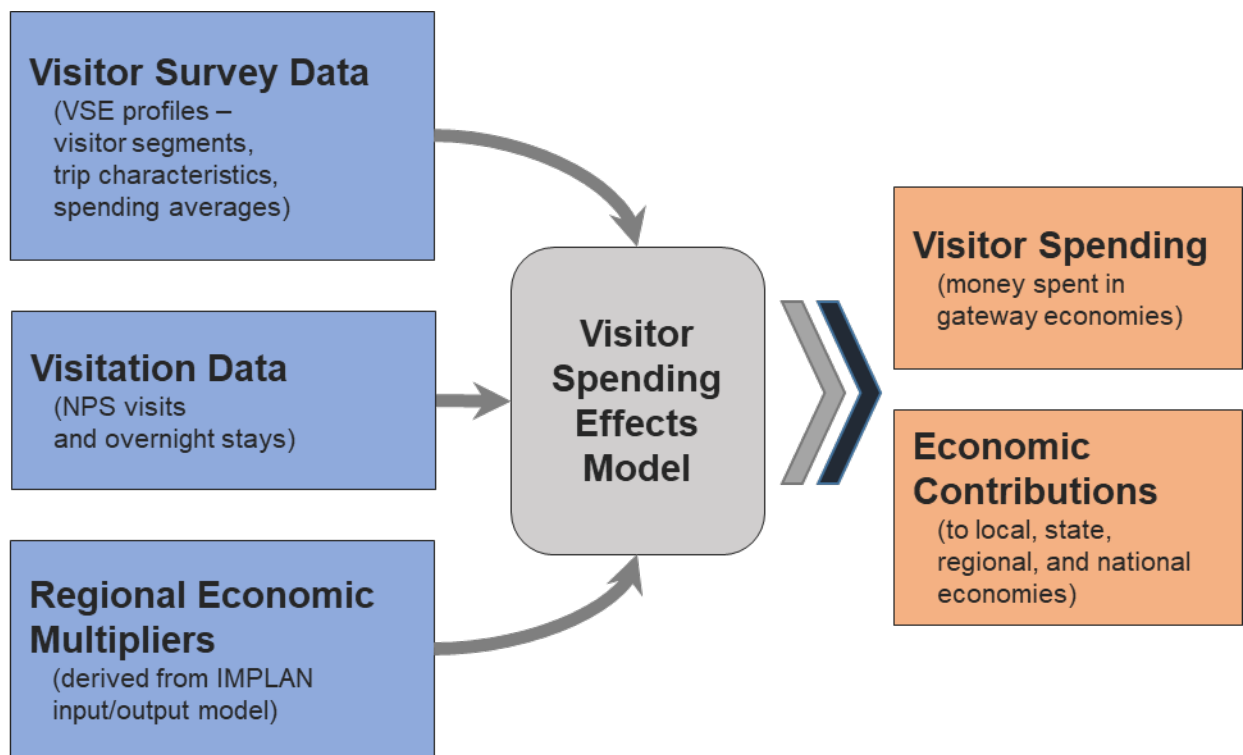 Visitor Survey Data
(VSE profiles –
visitor segments,
trip characteristics,
spending averages)
Visitation Data
(NPS visits
and overnight stays)
Regional Economic
Multipliers
(derived from IMPLAN
input/output model)
Visitor
Spending
Effects
Model
Visitor Spending
(money spent in
gateway economies)
Economic
Contributions
(to local, state,
regional, and national
economies)